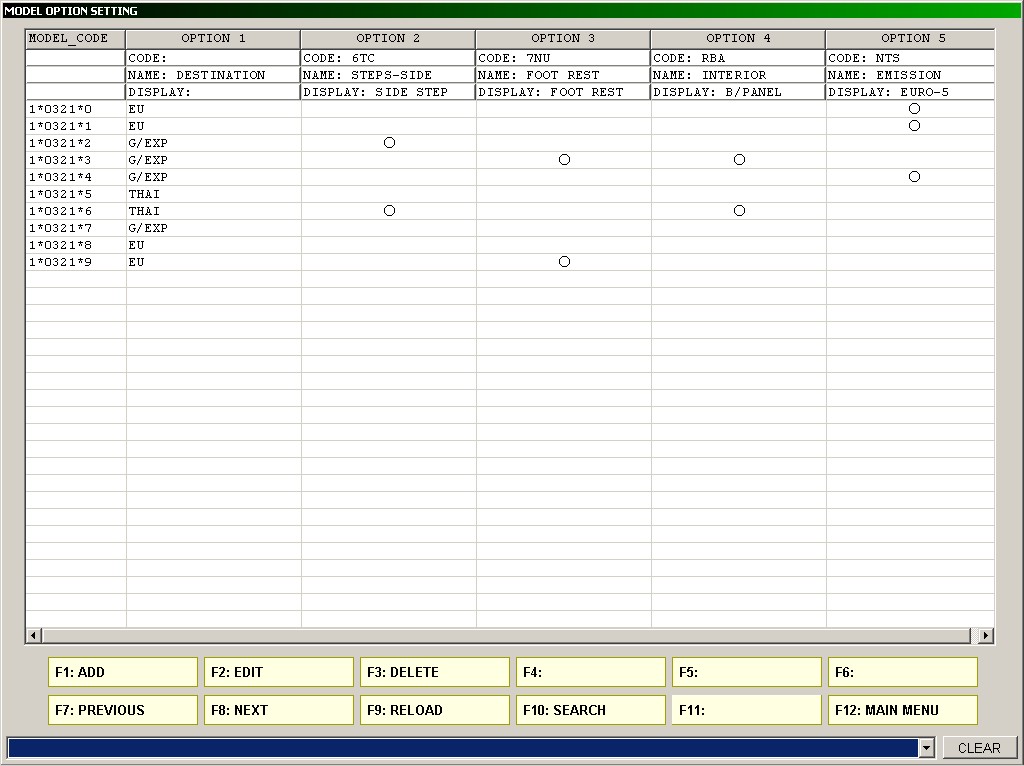 MODEL OPTION SETTING
MODEL_CODE OPTION 1 OPTION 2 OPTION 3 OPTION 4 OPTION 5
CODE: CODE: 6TC CODE: 7NU CODE: RBA CODE: NTS
NAME: DESTINATION NAME: STEPS-SIDE NAME: FOOT REST NAME: INTERIOR NAME: EMISSION
DISPLAY: DISPLAY: SIDE STEP DISPLAY: FOOT REST DISPLAY: B/PANEL DISPLAY: EURO-5
1*0321*0 EU ○
1*0321*1 EU ○
1*0321*2 G/EXP ○
1*0321*3 G/EXP ○ ○
1*0321*4 G/EXP ○
1*0321*5 THAI
1*0321*6 THAI ○ ○
1*0321*7 G/EXP
1*0321*8 EU
1*0321*9 EU ○
F1: ADD F2: EDIT F3: DELETE F4: F5: F6:
F7: PREVIOUS F8: NEXT F9: RELOAD F10: SEARCH F11: F12: MAIN MENU
CLEAR